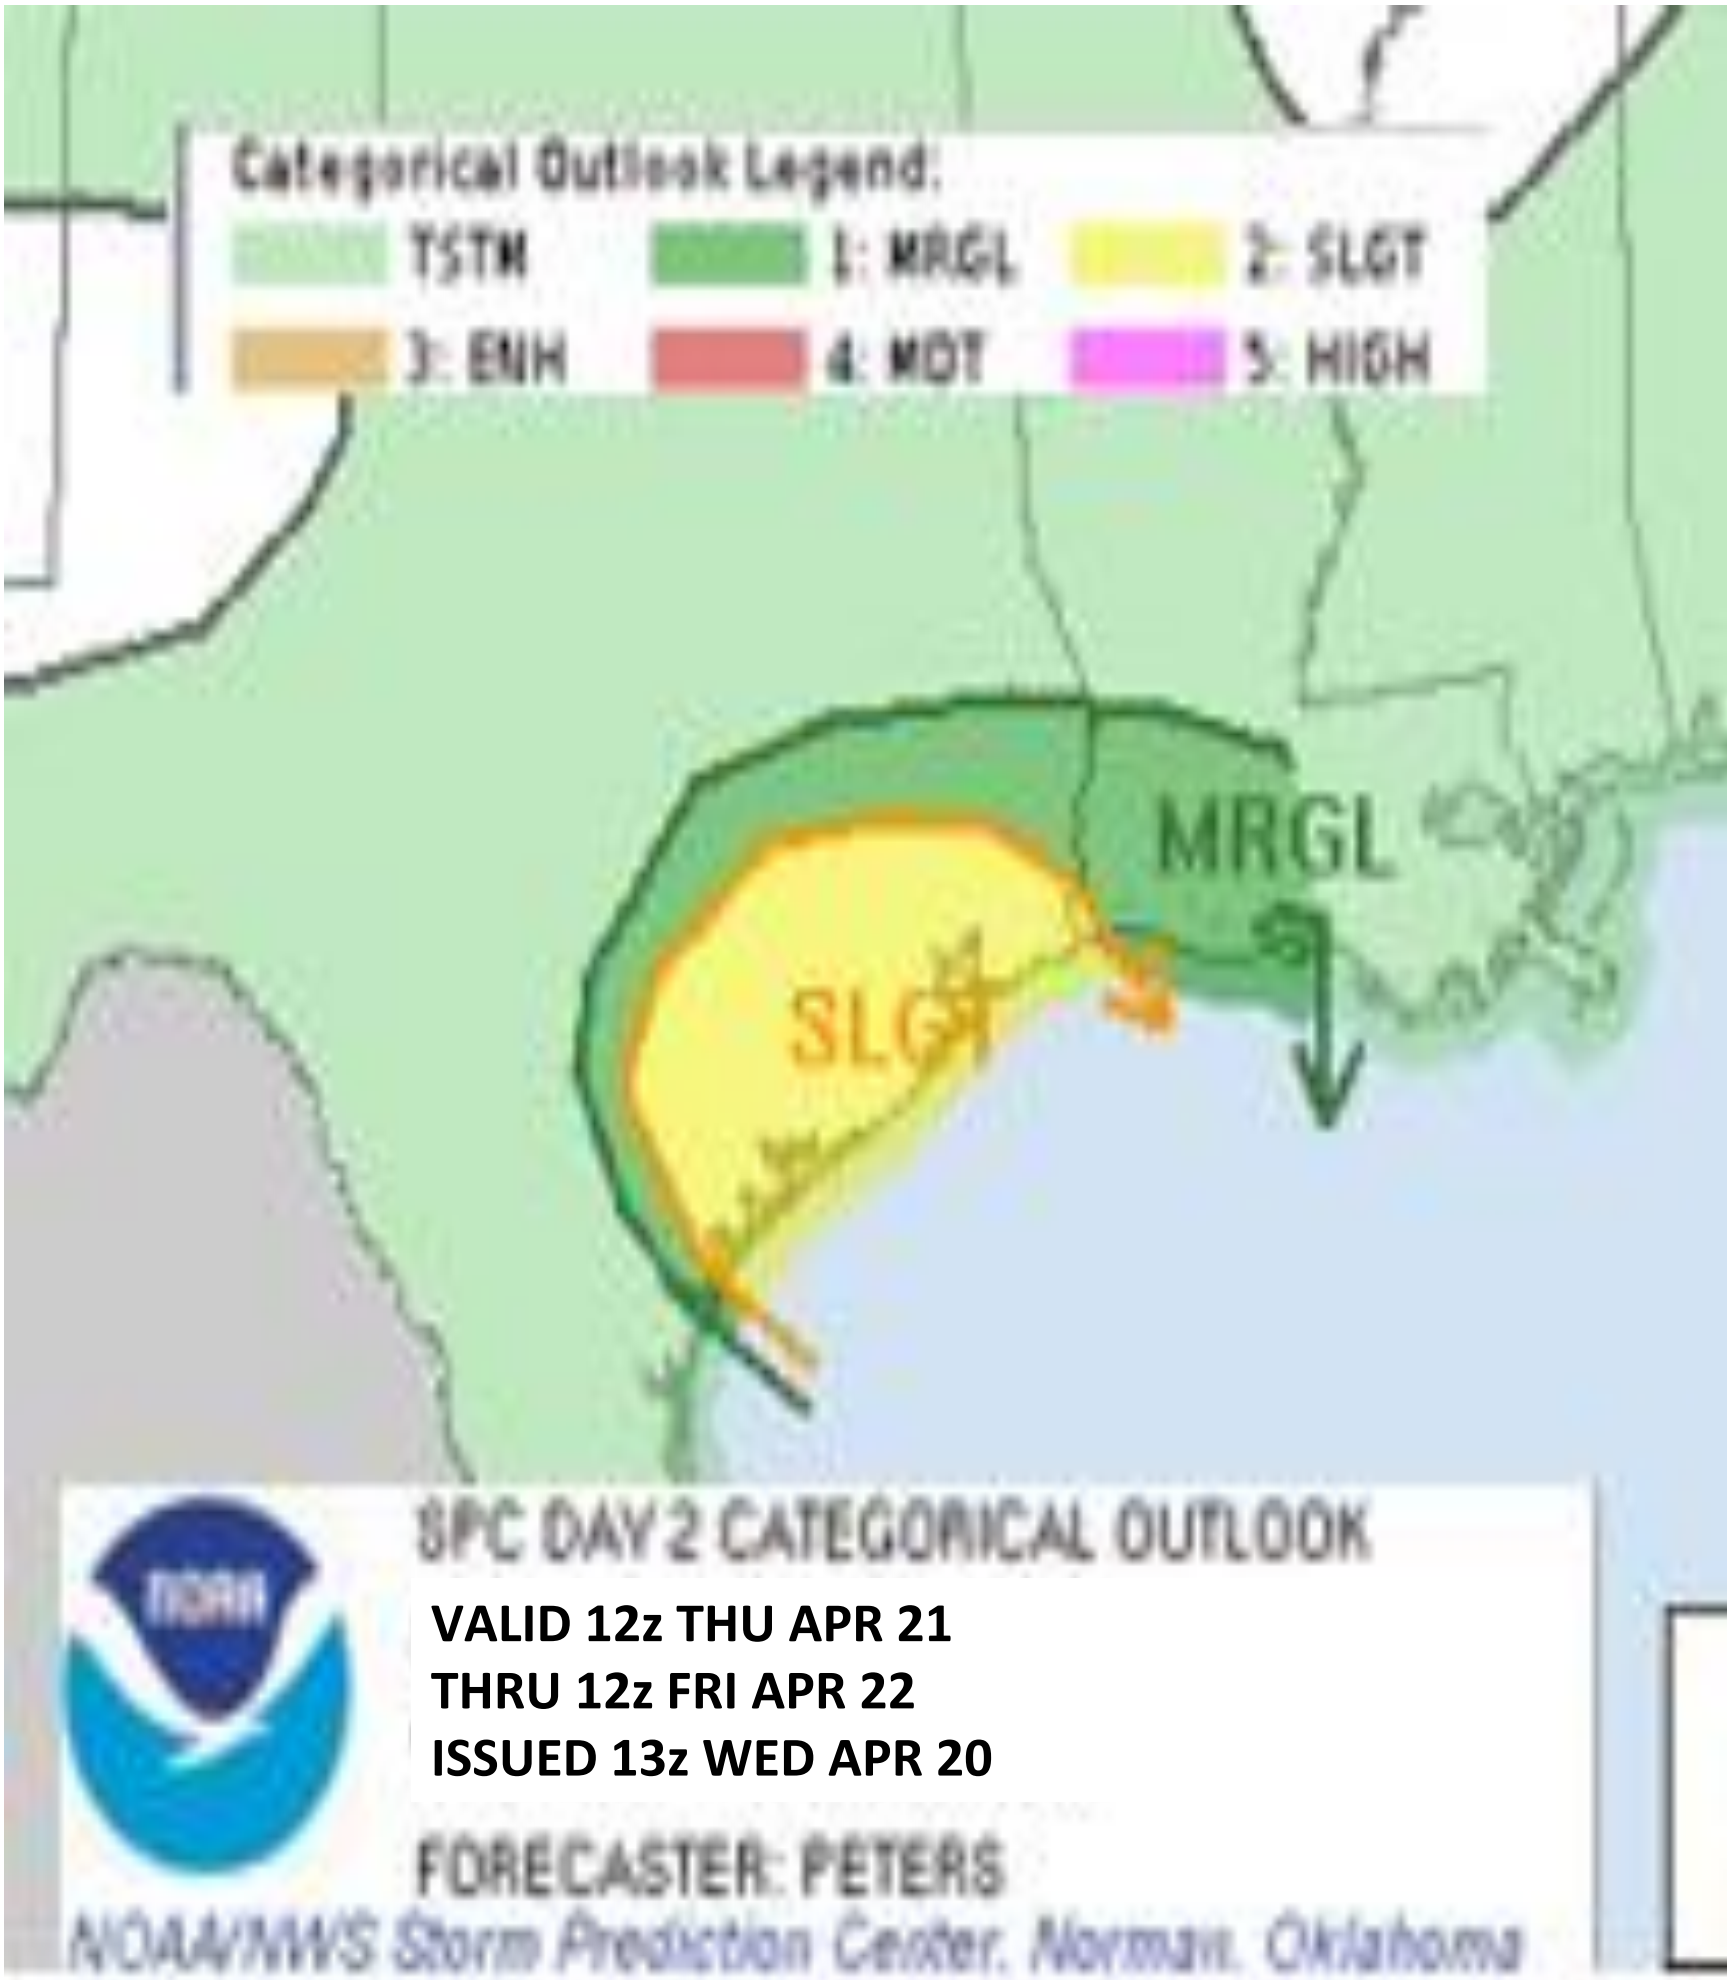 Categorical Outlook Legend:
TSTM 1: MRGL 2: SLGT
3: ENH 4: MDT 5: HIGH
MRGL
SLGT
NOAA
SPC DAY 2 CATEGORICAL OUTLOOK
VALID 12z THU APR 21
THRU 12z FRI APR 22
ISSUED 13z WED APR 20
FORECASTER: PETERS
NOAA/NWS Storm Prediction Center, Norman, Oklahoma